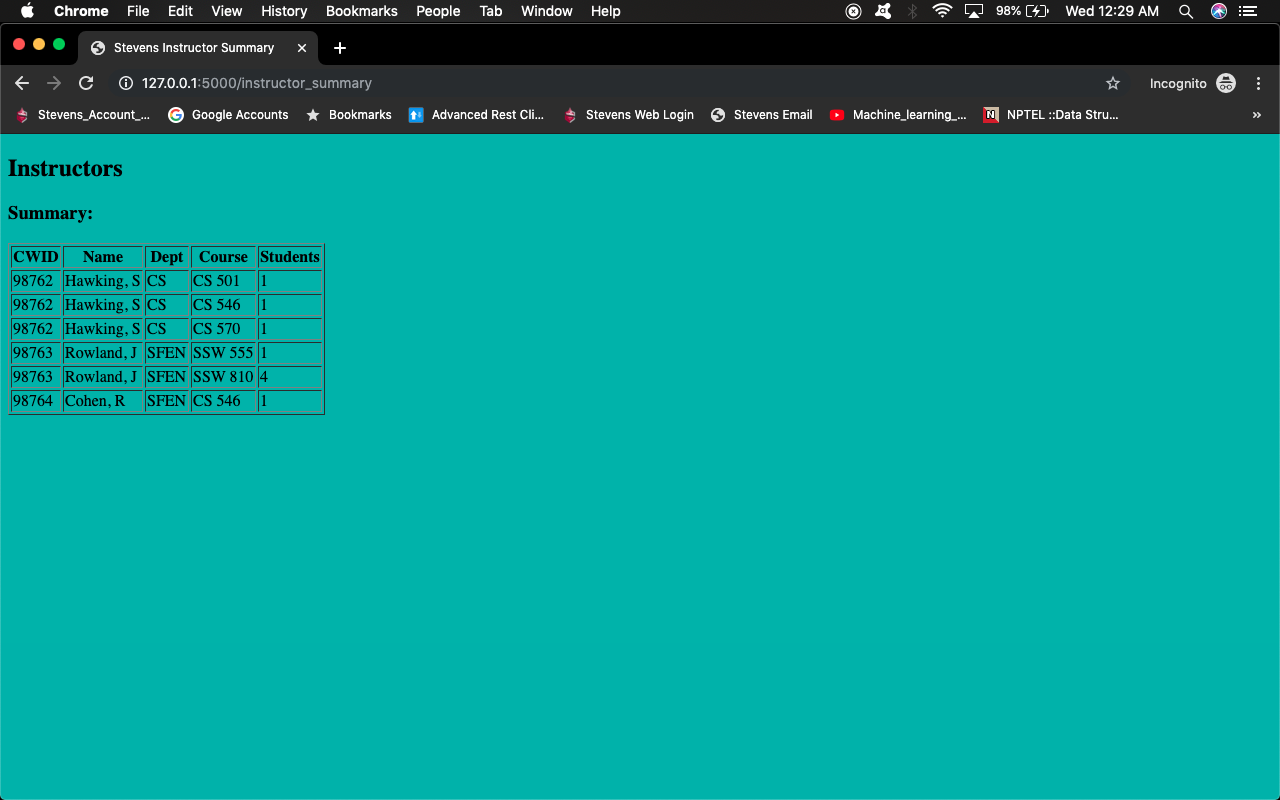 Chrome File Edit View History Bookmarks People Tab Window Help 98% Wed 12:29 AM
Stevens Instructor Summary
127.0.0.1:5000/instructor_summary Incognito
Stevens_Account_... Google Accounts Bookmarks Advanced Rest Cli... Stevens Web Login Stevens Email Machine_learning_... NPTEL ::Data Stru... »
Instructors
Summary:
CWID Name Dept Course Students
98762 Hawking, S CS CS 501 1
98762 Hawking, S CS CS 546 1
98762 Hawking, S CS CS 570 1
98763 Rowland, J SFEN SSW 555 1
98763 Rowland, J SFEN SSW 810 4
98764 Cohen, R SFEN CS 546 1